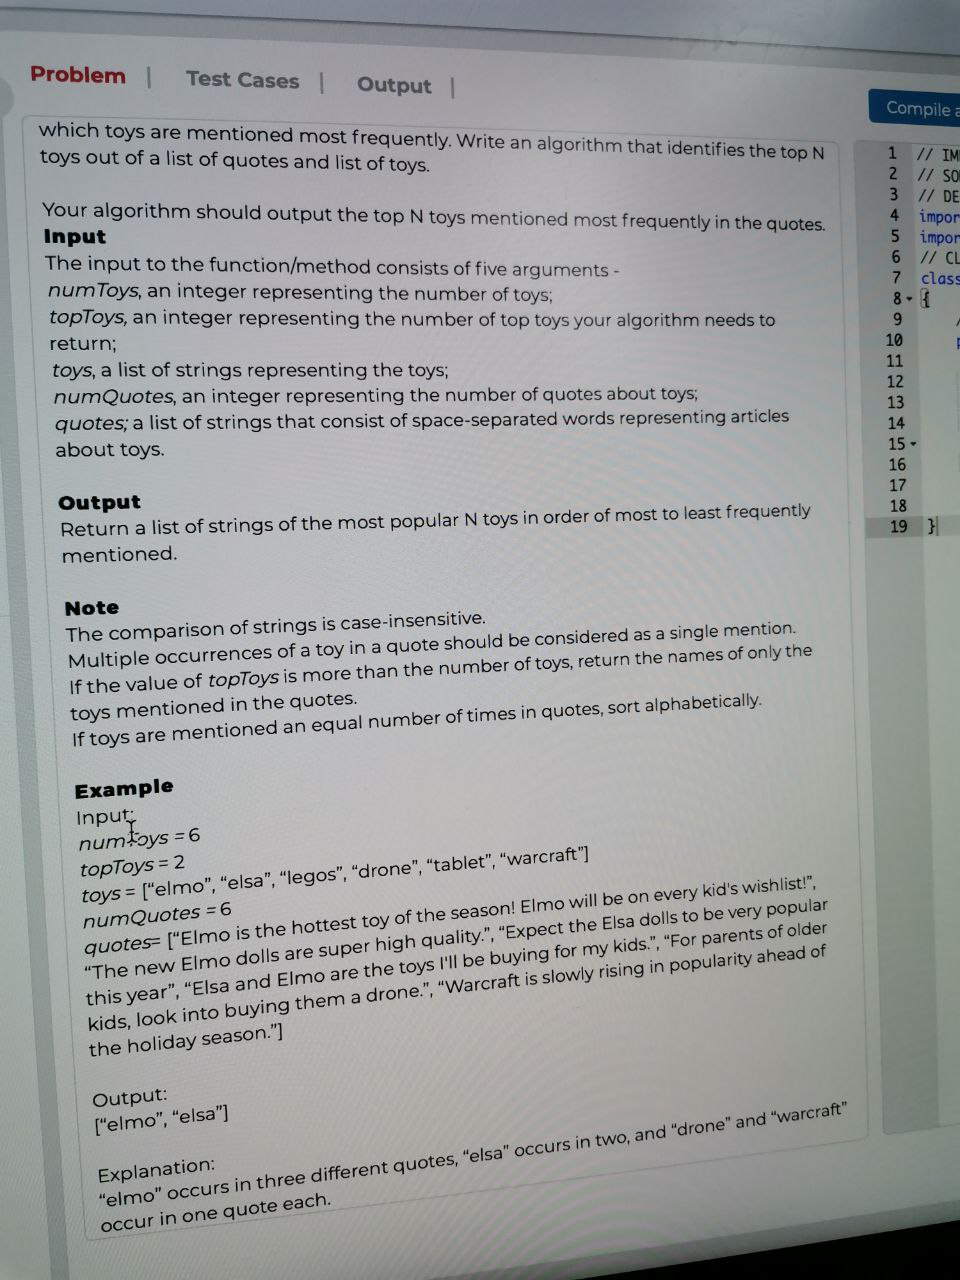 Problem | Test Cases | Output |
Compile a
which toys are mentioned most frequently. Write an algorithm that identifies the top N
toys out of a list of quotes and list of toys.
Your algorithm should output the top N toys mentioned most frequently in the quotes.
Input
The input to the function/method consists of five arguments -
numToys, an integer representing the number of toys;
topToys, an integer representing the number of top toys your algorithm needs to
return;
toys, a list of strings representing the toys;
numQuotes, an integer representing the number of quotes about toys;
quotes; a list of strings that consist of space-separated words representing articles
about toys.
Output
Return a list of strings of the most popular N toys in order of most to least frequently
mentioned.
Note
The comparison of strings is case-insensitive.
Multiple occurrences of a toy in a quote should be considered as a single mention.
If the value of topToys is more than the number of toys, return the names of only the
toys mentioned in the quotes.
If toys are mentioned an equal number of times in quotes, sort alphabetically.
Example
Input:
numToys = 6
topToys = 2
toys = ["elmo", "elsa", "legos", "drone", "tablet", "warcraft"]
numQuotes = 6
quotes= ["Elmo is the hottest toy of the season! Elmo will be on every kid's wishlist!",
"The new Elmo dolls are super high quality.", "Expect the Elsa dolls to be very popular
this year", "Elsa and Elmo are the toys I'll be buying for my kids.", "For parents of older
kids, look into buying them a drone.", "Warcraft is slowly rising in popularity ahead of
the holiday season."]
Output:
["elmo", "elsa"]
Explanation:
"elmo" occurs in three different quotes, "elsa" occurs in two, and "drone" and "warcraft"
occur in one quote each.
1 // IM
2 // SO
3 // DE
4 impor
5 impor
6 // CL
7 class
8 {
9 /
10 p
11
12
13
14
15
16
17
18
19 }